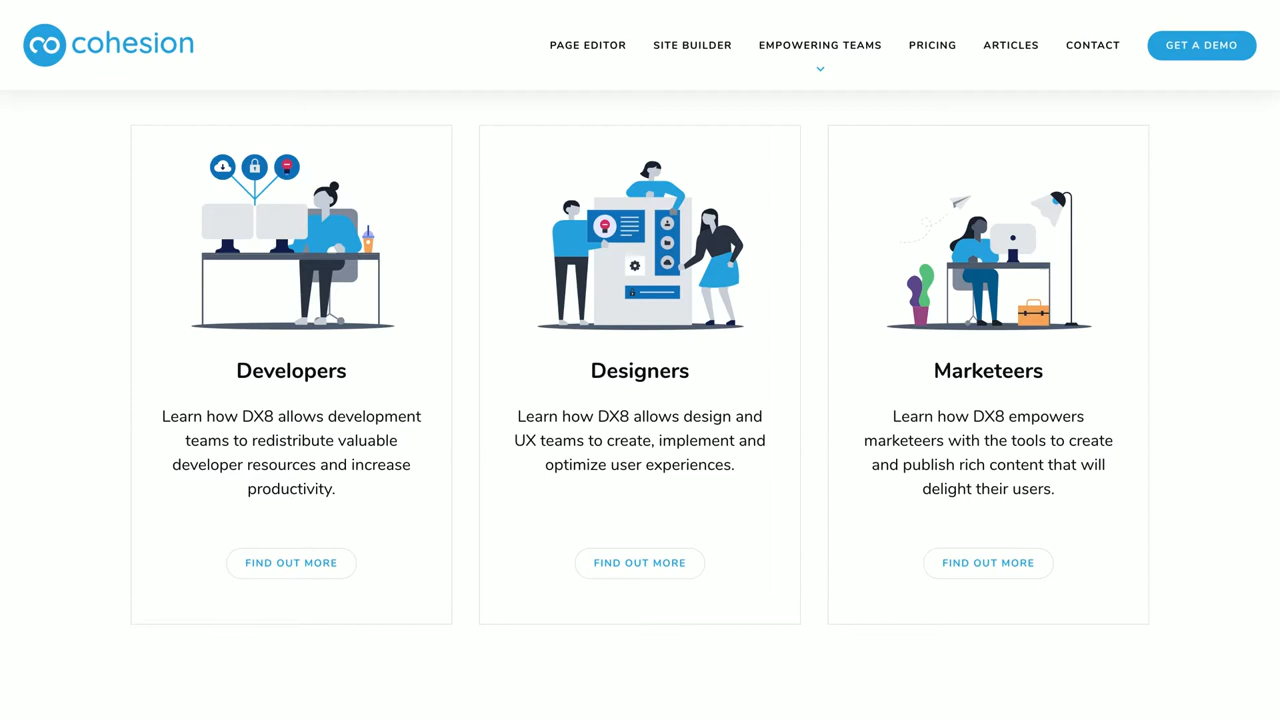 cohesion
PAGE EDITOR SITE BUILDER EMPOWERING TEAMS PRICING ARTICLES CONTACT GET A DEMO
Developers
Learn how DX8 allows development
teams to redistribute valuable
developer resources and increase
productivity.
FIND OUT MORE
Designers
Learn how DX8 allows design and
UX teams to create, implement and
optimize user experiences.
FIND OUT MORE
Marketeers
Learn how DX8 empowers
marketeers with the tools to create
and publish rich content that will
delight their users.
FIND OUT MORE